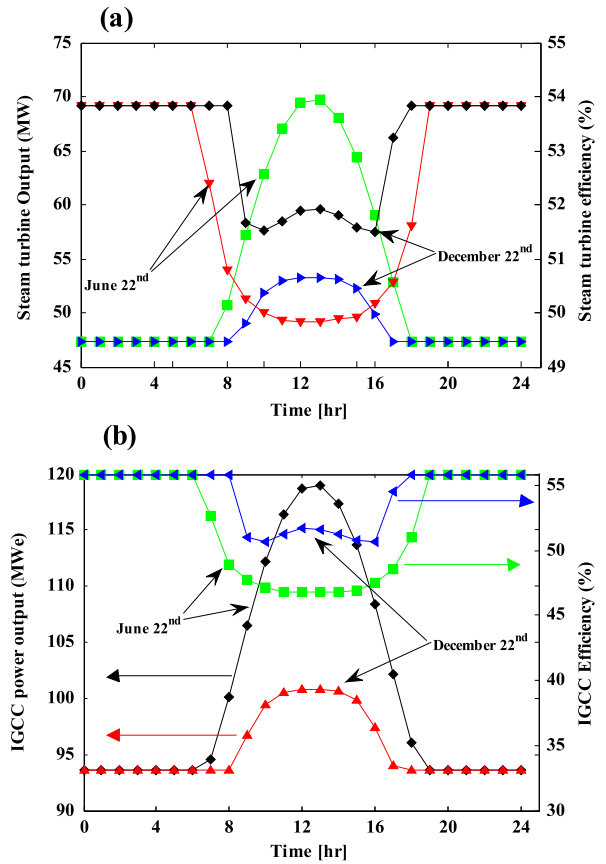 (a)
75
70
65
60
55
50
45
55
54
53
52
51
50
49
Steam turbine Output (MW)
Steam turbine efficiency (%)
June 22nd
December 22nd
0 4 8 12 16 20 24
Time [hr]
(b)
120
115
110
105
100
95
90
55
50
45
40
35
30
IGCC power output (MWe)
IGCC Efficiency (%)
June 22nd
December 22nd
0 4 8 12 16 20 24
Time [hr]